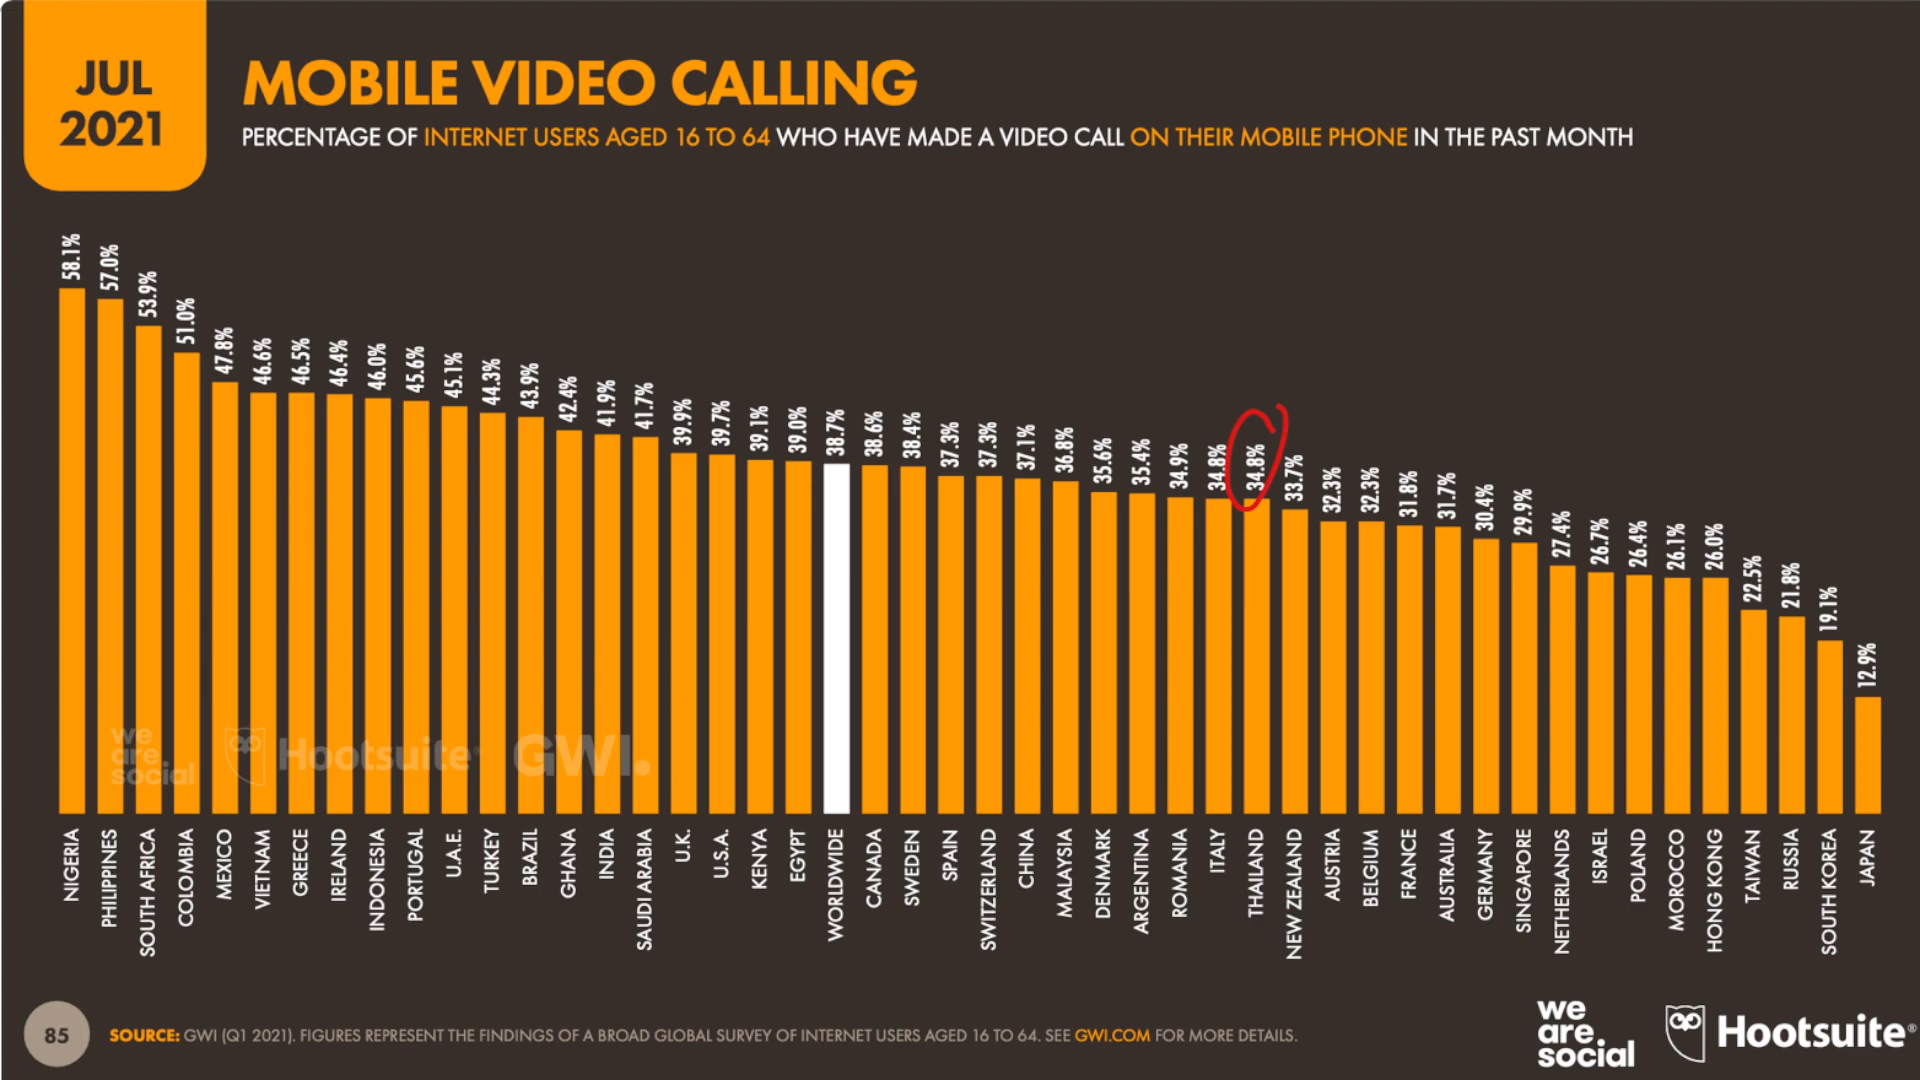 JUL
2021
MOBILE VIDEO CALLING
PERCENTAGE OF INTERNET USERS AGED 16 TO 64 WHO HAVE MADE A VIDEO CALL ON THEIR MOBILE PHONE IN THE PAST MONTH
58.1%
57.0%
53.9%
51.0%
47.8%
46.6%
46.5%
46.4%
46.0%
45.6%
45.1%
44.3%
43.9%
42.4%
41.9%
41.7%
39.9%
39.7%
39.1%
39.0%
38.7%
38.6%
38.4%
37.3%
37.3%
37.1%
36.8%
35.6%
35.4%
34.9%
34.8%
34.8%
33.7%
32.3%
32.3%
31.8%
31.7%
30.4%
29.9%
27.4%
26.7%
26.4%
26.1%
26.0%
22.5%
21.8%
19.1%
12.9%
we
are
social
Hootsuite®
GWI.
NIGERIA
PHILIPPINES
SOUTH AFRICA
COLOMBIA
MEXICO
VIETNAM
GREECE
IRELAND
INDONESIA
PORTUGAL
U.A.E.
TURKEY
BRAZIL
GHANA
INDIA
SAUDI ARABIA
U.K.
U.S.A.
KENYA
EGYPT
WORLDWIDE
CANADA
SWEDEN
SPAIN
SWITZERLAND
CHINA
MALAYSIA
DENMARK
ARGENTINA
ROMANIA
ITALY
THAILAND
NEW ZEALAND
AUSTRIA
BELGIUM
FRANCE
AUSTRALIA
GERMANY
SINGAPORE
NETHERLANDS
ISRAEL
POLAND
MOROCCO
HONG KONG
TAIWAN
RUSSIA
SOUTH KOREA
JAPAN
85
SOURCE: GWI (Q1 2021). FIGURES REPRESENT THE FINDINGS OF A BROAD GLOBAL SURVEY OF INTERNET USERS AGED 16 TO 64. SEE GWI.COM FOR MORE DETAILS.
we
are
social
Hootsuite®